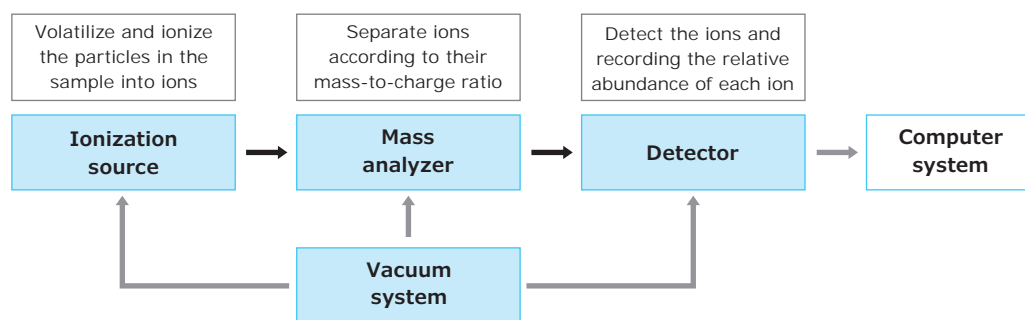 Volatilize and ionize
the particles in the
sample into ions
Separate ions
according to their
mass-to-charge ratio
Detect the ions and
recording the relative
abundance of each ion
Ionization
source
Mass
analyzer
Detector
Computer
system
Vacuum
system